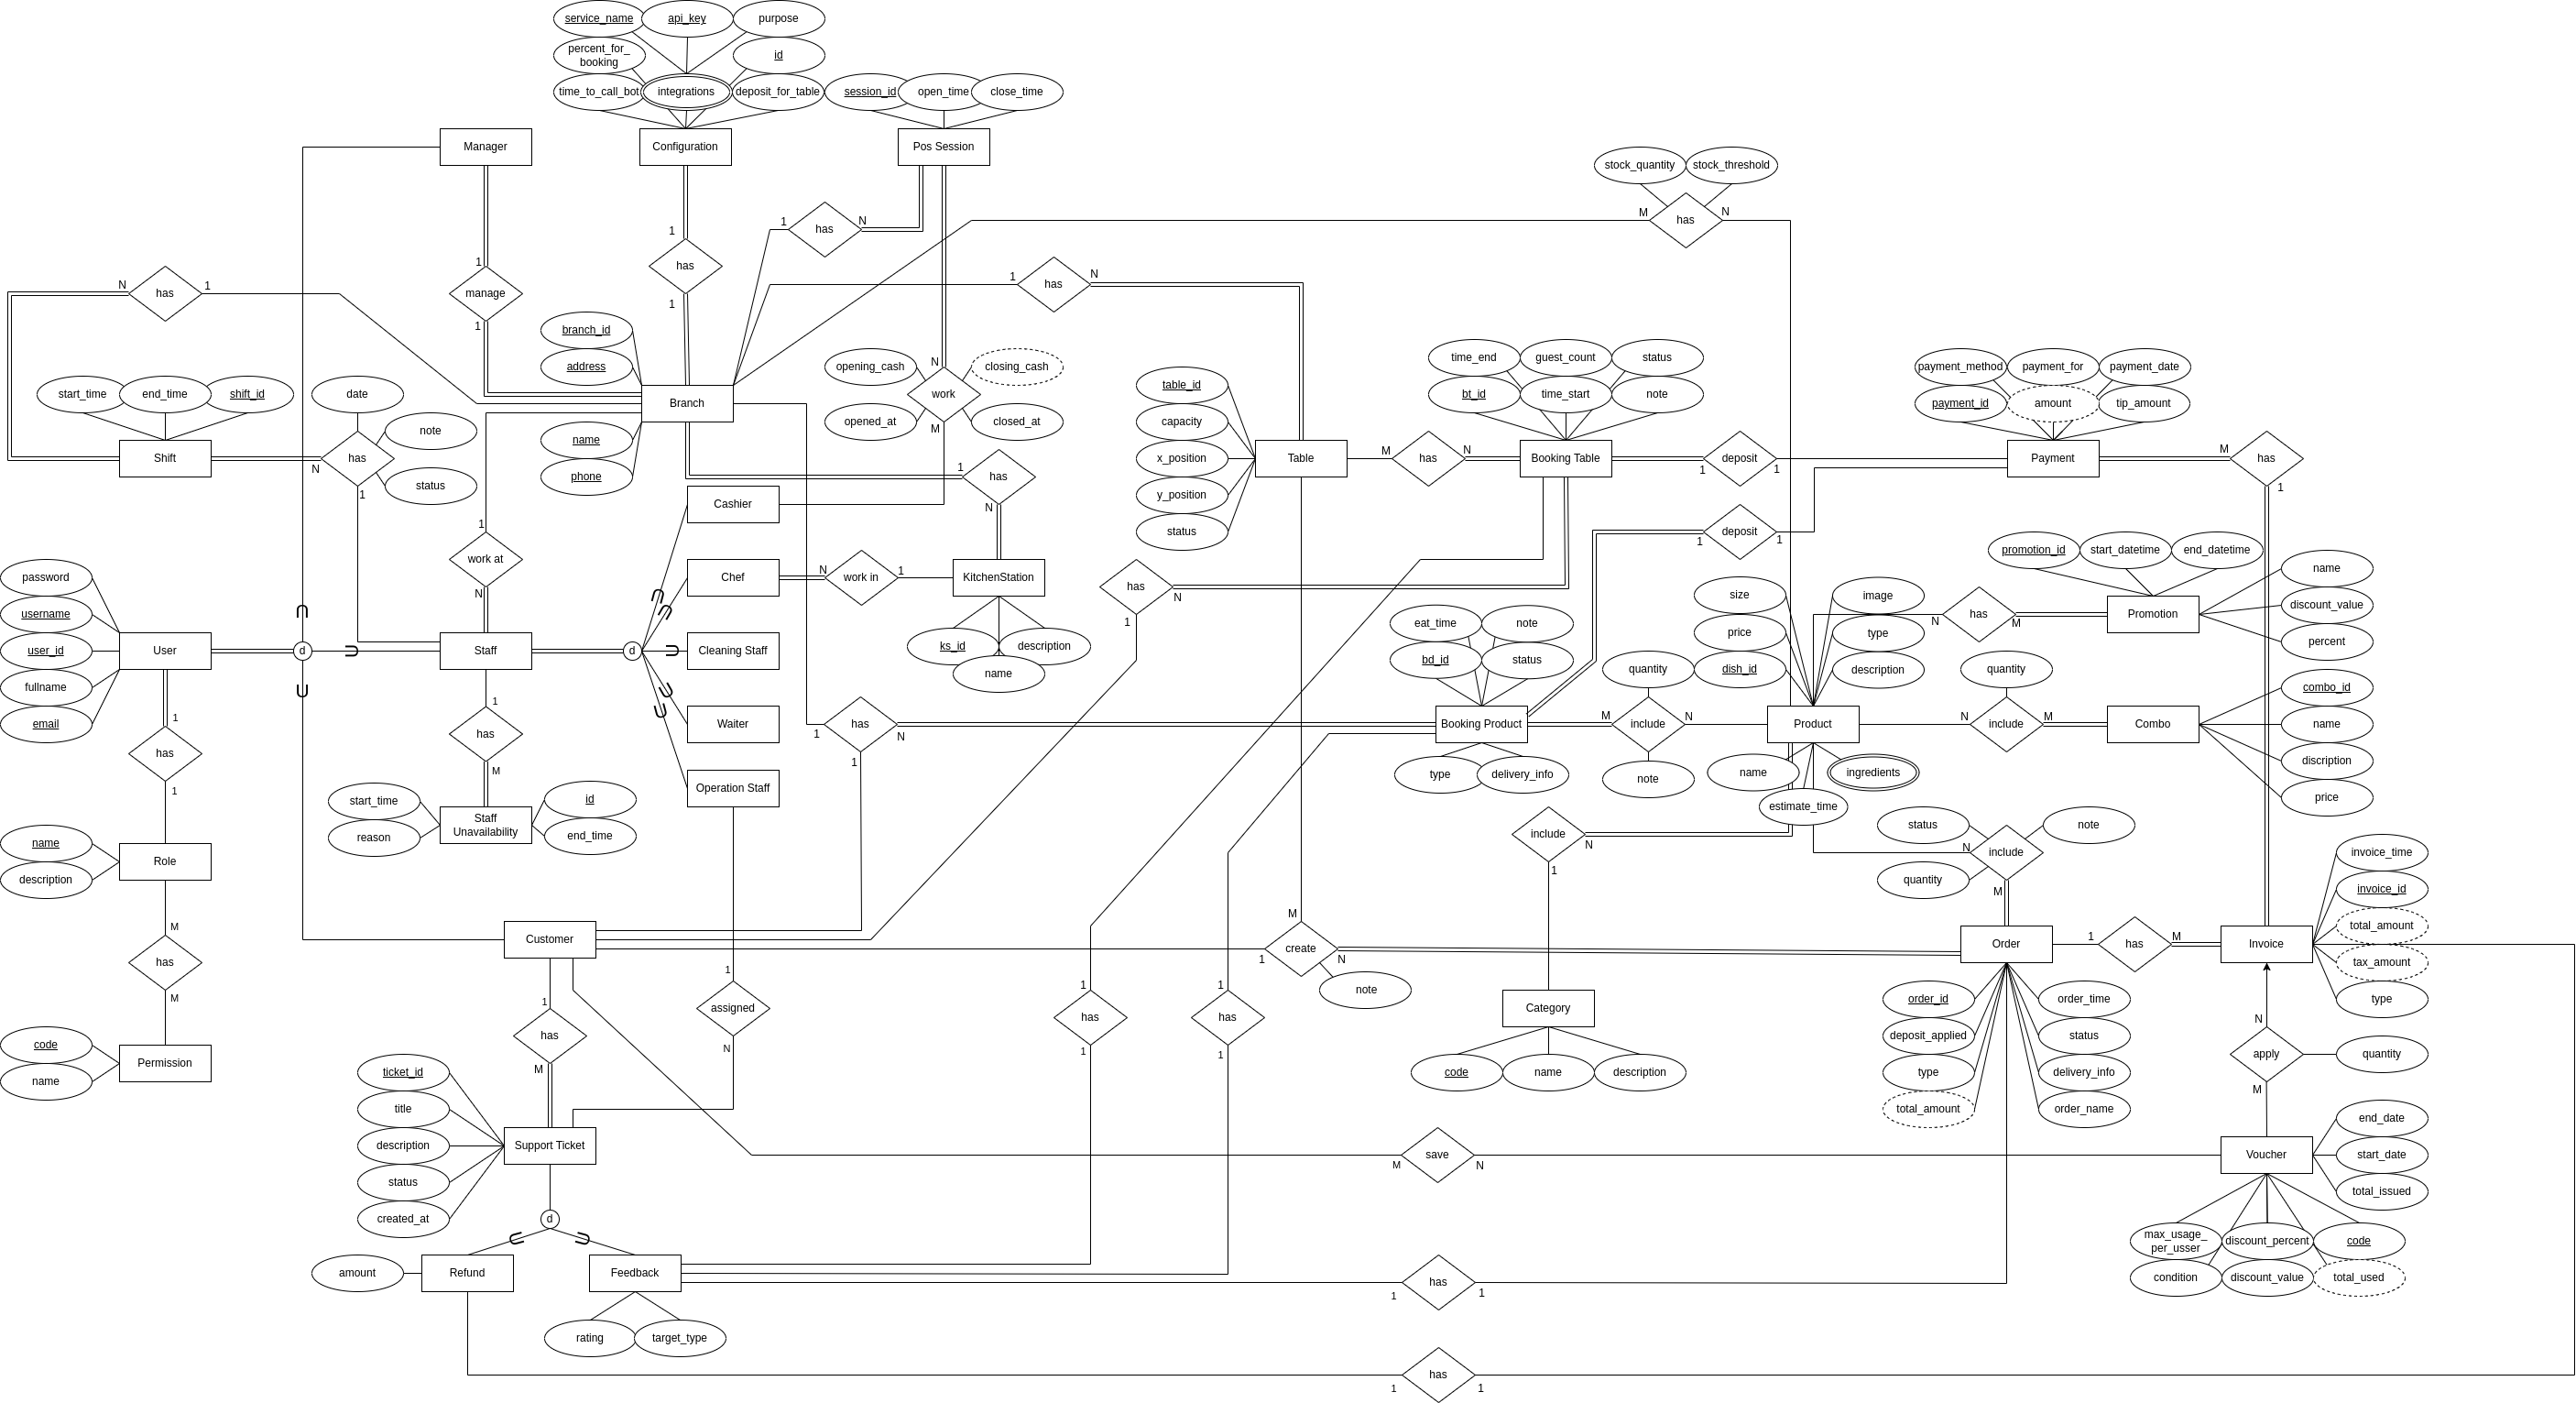 service_name
api_key
purpose
percent_for_
booking
id
time_to_call_bot
integrations
deposit_for_table
session_id
open_time
close_time
Manager
Configuration
Pos Session
stock_quantity
stock_threshold
has
1
N
has
M
N
1
has
1
N
has
1
manage
1
has
1
1
has
N
N
has
1
branch_id
address
Branch
name
phone
opening_cash
closing_cash
N
work
opened_at
closed_at
M
start_time
end_time
shift_id
date
note
Shift
has
status
N
1
table_id
capacity
x_position
y_position
status
Table
M
has
N
time_end
guest_count
status
bt_id
time_start
note
Booking Table
deposit
1
1
payment_method
payment_for
payment_date
payment_id
amount
tip_amount
Payment
M
has
1
1
has
N
Cashier
deposit
1
1
1
work at
N
Chef
N
work in
1
KitchenStation
has
N
1
promotion_id
start_datetime
end_datetime
name
discount_value
percent
Promotion
has
N
M
password
username
user_id
fullname
email
User
d
Staff
d
Cleaning Staff
ks_id
description
name
size
price
dish_id
image
type
description
eat_time
note
bd_id
status
quantity
quantity
combo_id
name
discription
price
Combo
1
has
1
1
has
M
Waiter
Operation Staff
has
1
N
1
Booking Product
M
include
N
Product
N
include
M
type
delivery_info
note
name
ingredients
estimate_time
start_time
reason
Staff
Unavailability
id
end_time
include
N
1
status
note
N
include
quantity
M
name
description
Role
M
has
M
Customer
M
create
1
N
note
Order
1
has
M
Invoice
invoice_time
invoice_id
total_amount
tax_amount
type
1
has
M
1
assigned
N
1
has
1
1
has
1
Category
code
name
description
order_id
deposit_applied
type
total_amount
order_time
status
delivery_info
order_name
N
apply
M
quantity
code
name
Permission
ticket_id
title
description
status
created_at
Support Ticket
save
M
N
Voucher
end_date
start_date
total_issued
d
max_usage_
per_usser
discount_percent
code
condition
discount_value
total_used
amount
Refund
Feedback
has
1
1
rating
target_type
has
1
1